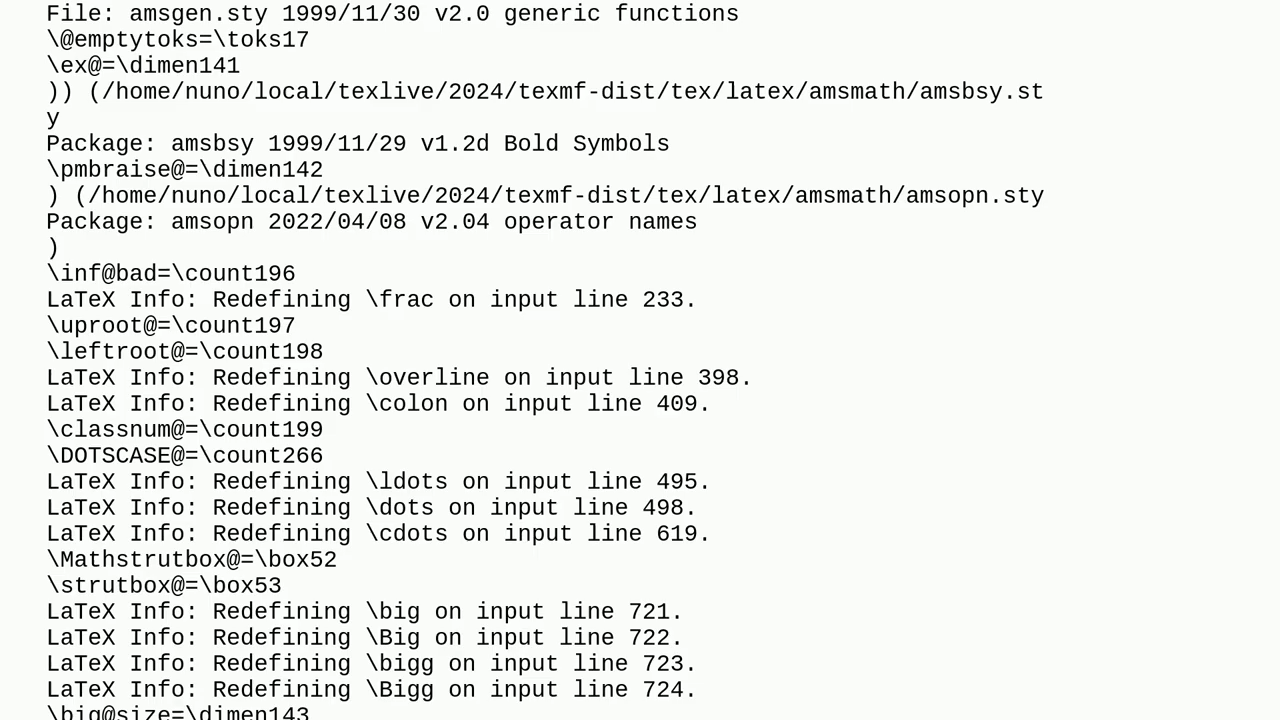 File: amsgen.sty 1999/11/30 v2.0 generic functions
\@emptytoks=\toks17
\ex@=\dimen141
)) (/home/nuno/local/texlive/2024/texmf-dist/tex/latex/amsmath/amsbsy.st
y
Package: amsbsy 1999/11/29 v1.2d Bold Symbols
\pmbraise@=\dimen142
) (/home/nuno/local/texlive/2024/texmf-dist/tex/latex/amsmath/amsopn.sty
Package: amsopn 2022/04/08 v2.04 operator names
)
\inf@bad=\count196
LaTeX Info: Redefining \frac on input line 233.
\uproot@=\count197
\leftroot@=\count198
LaTeX Info: Redefining \overline on input line 398.
LaTeX Info: Redefining \colon on input line 409.
\classnum@=\count199
\DOTSCASE@=\count266
LaTeX Info: Redefining \ldots on input line 495.
LaTeX Info: Redefining \dots on input line 498.
LaTeX Info: Redefining \cdots on input line 619.
\Mathstrutbox@=\box52
\strutbox@=\box53
LaTeX Info: Redefining \big on input line 721.
LaTeX Info: Redefining \Big on input line 722.
LaTeX Info: Redefining \bigg on input line 723.
LaTeX Info: Redefining \Bigg on input line 724.
\big@size=\dimen143